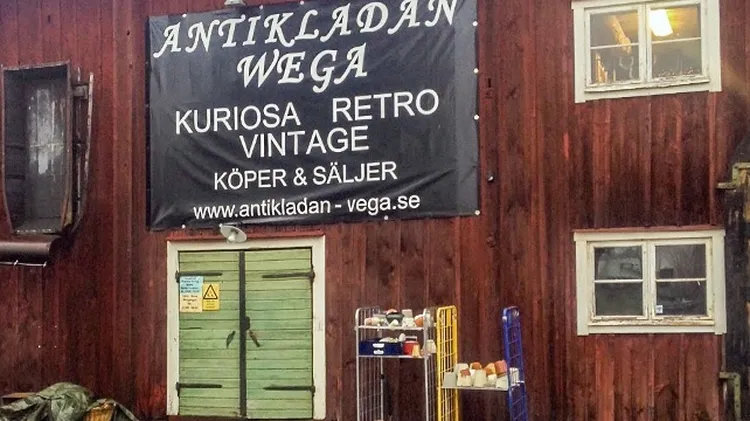 ANTIKLADAN
WEGA
KURIOSA RETRO
VINTAGE
KÖPER & SÄLJER
www.antikladan-vega.se